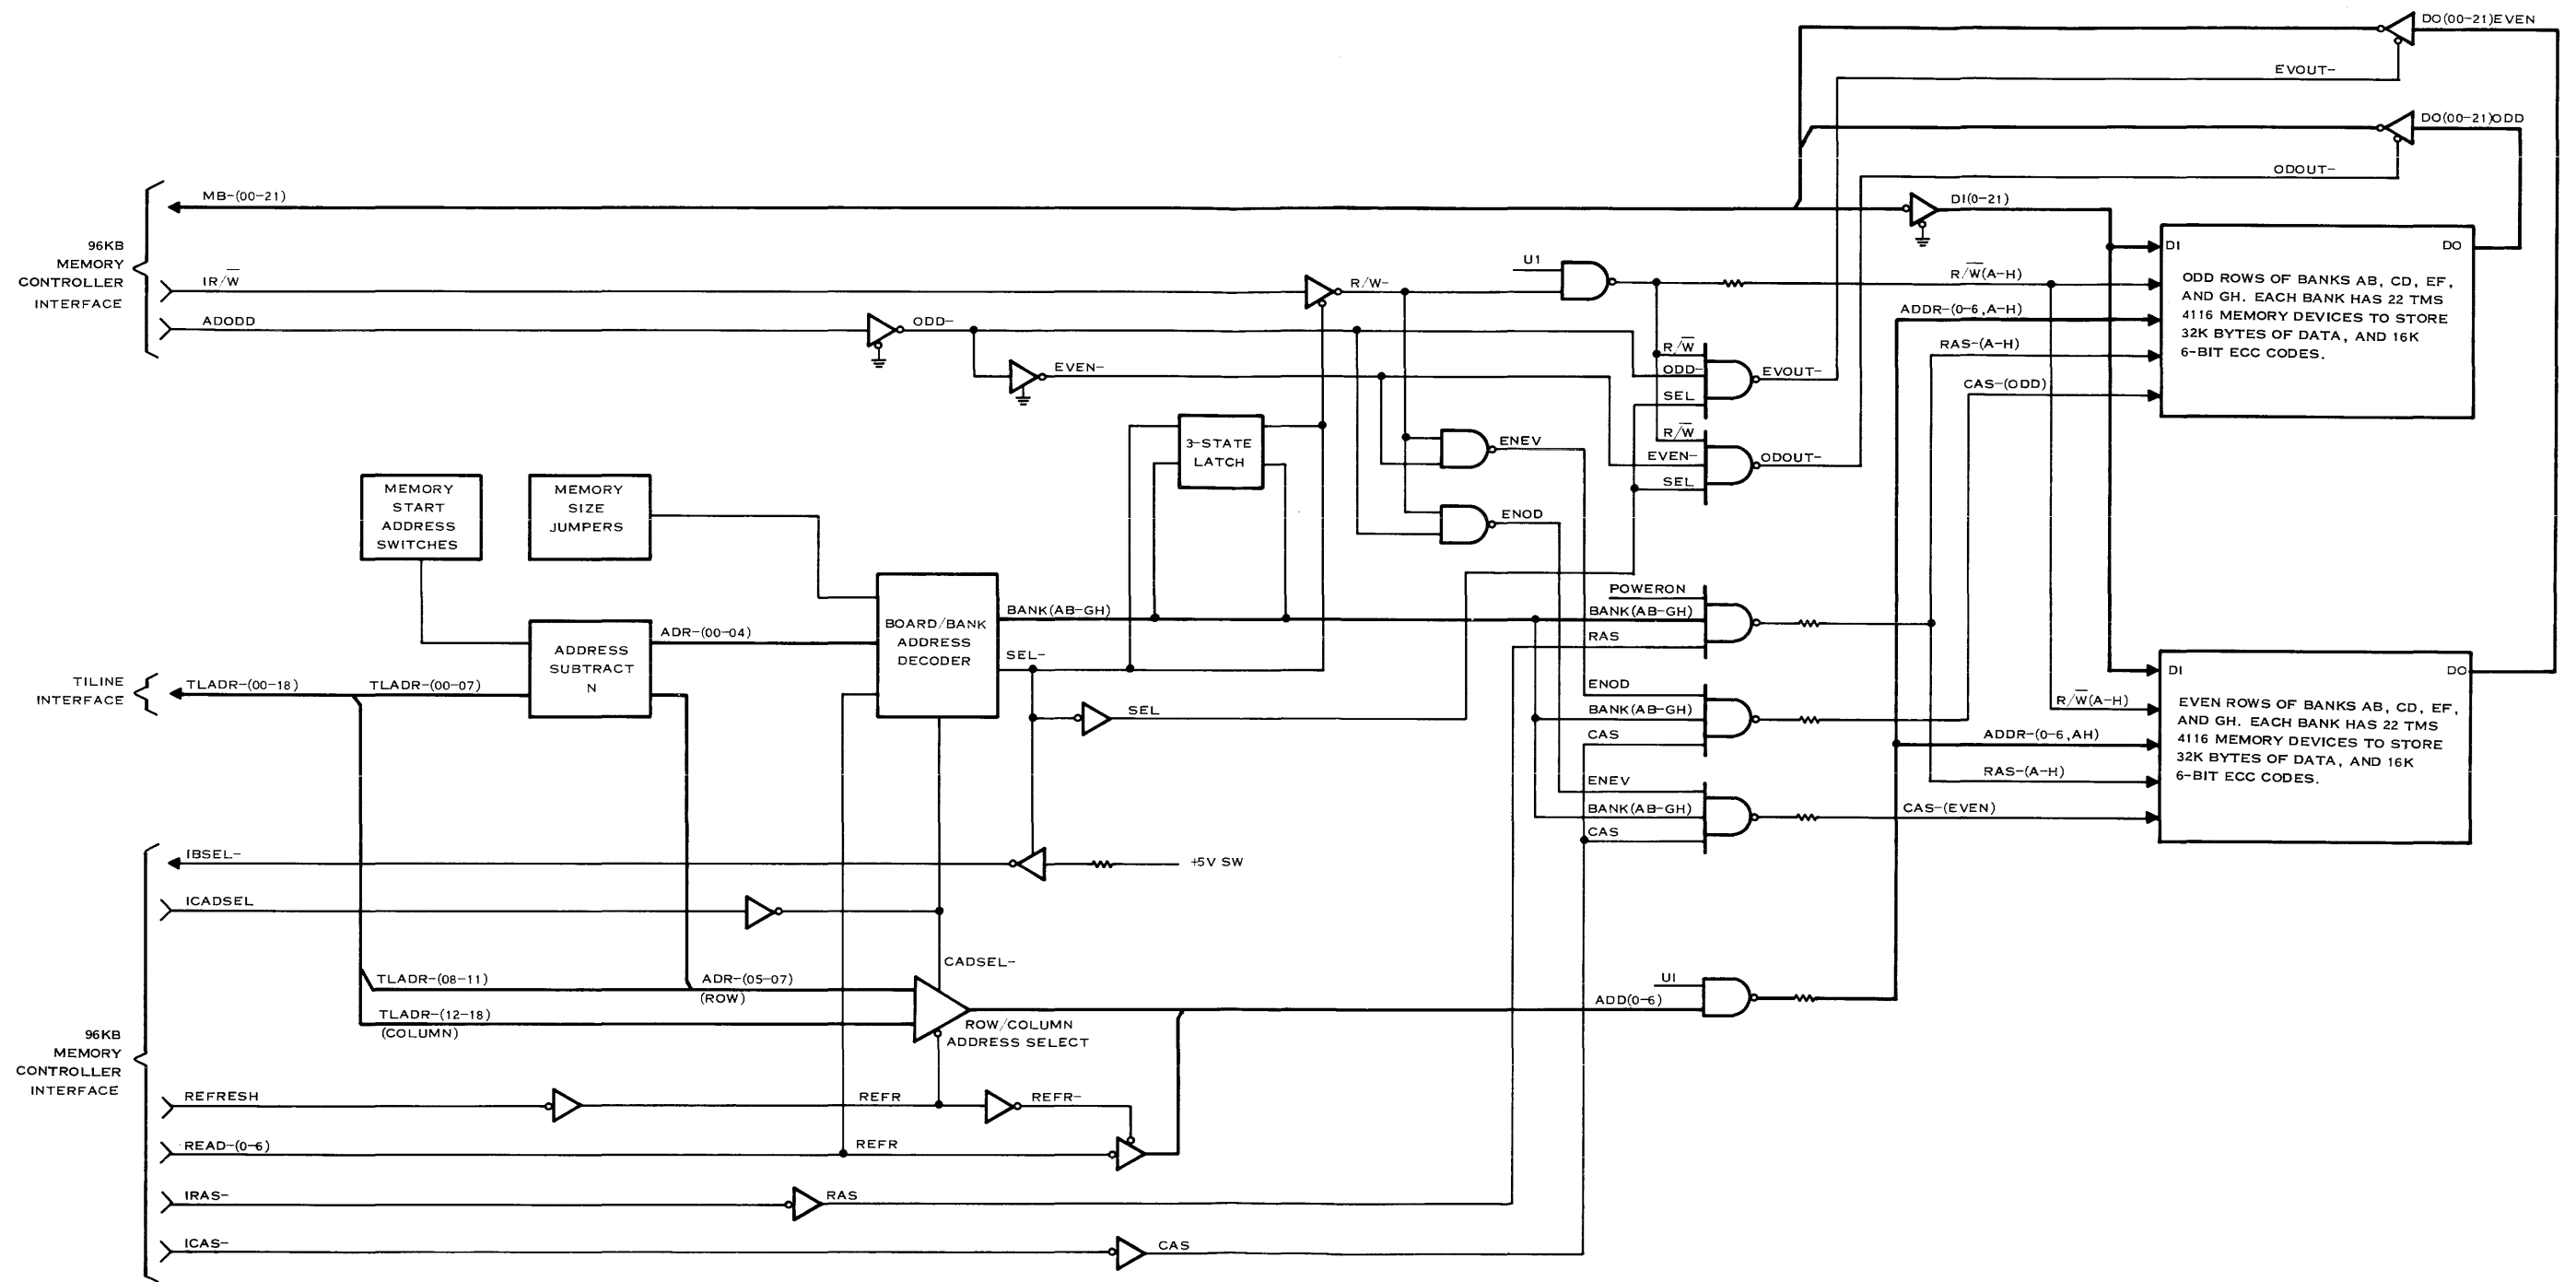 DO(00-21)EVEN
EVOUT-
DO(00-21)ODD
ODOUT-
MB-(00-21)
DI(0-21)
96KB
MEMORY
CONTROLLER
INTERFACE
IR/W̅
ADODD
ODD-
EVEN-
R/W-
U1
R/W̅(A-H)
ADDR-(0-6,A-H)
RAS-(A-H)
CAS-(ODD)
DI
DO
ODD ROWS OF BANKS AB, CD, EF,
AND GH. EACH BANK HAS 22 TMS
4116 MEMORY DEVICES TO STORE
32K BYTES OF DATA, AND 16K
6-BIT ECC CODES.
R/W̅
ODD-
SEL
EVOUT-
R/W̅
EVEN-
SEL
ODOUT-
3-STATE
LATCH
ENEV
ENOD
MEMORY
START
ADDRESS
SWITCHES
MEMORY
SIZE
JUMPERS
BOARD/BANK
ADDRESS
DECODER
BANK(AB-GH)
SEL-
POWERON
BANK(AB-GH)
RAS
ADDRESS
SUBTRACT
N
ADR-(00-04)
TILINE
INTERFACE
TLADR-(00-18)
TLADR-(00-07)
SEL
ENOD
BANK(AB-GH)
CAS
ENEV
BANK(AB-GH)
CAS
DI
DO
R/W̅(A-H)
ADDR-(0-6,AH)
RAS-(A-H)
CAS-(EVEN)
EVEN ROWS OF BANKS AB, CD, EF,
AND GH. EACH BANK HAS 22 TMS
4116 MEMORY DEVICES TO STORE
32K BYTES OF DATA, AND 16K
6-BIT ECC CODES.
IBSEL-
+5V SW
ICADSEL
CADSEL-
TLADR-(08-11)
ADR-(05-07)
(ROW)
TLADR-(12-18)
(COLUMN)
ROW/COLUMN
ADDRESS SELECT
UI
ADD(0-6)
96KB
MEMORY
CONTROLLER
INTERFACE
REFRESH
REFR
REFR-
READ-(0-6)
REFR
IRAS-
RAS
ICAS-
CAS